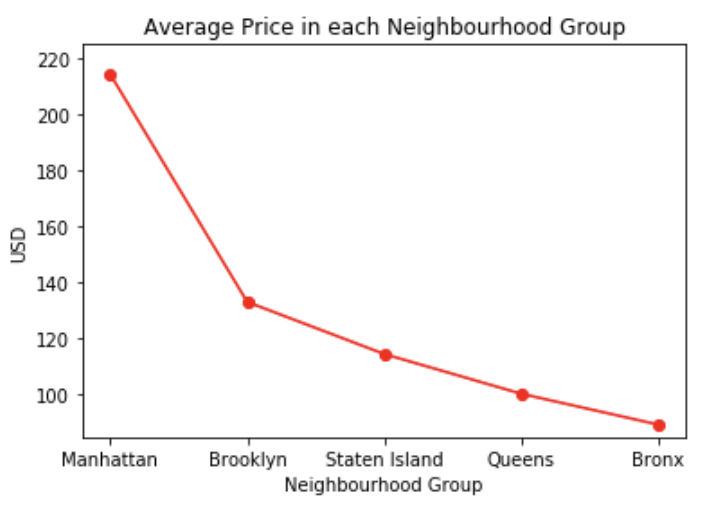 Average Price in each Neighbourhood Group
220
200
180
160
140
120
100
USD
Manhattan Brooklyn Staten Island Queens Bronx
Neighbourhood Group